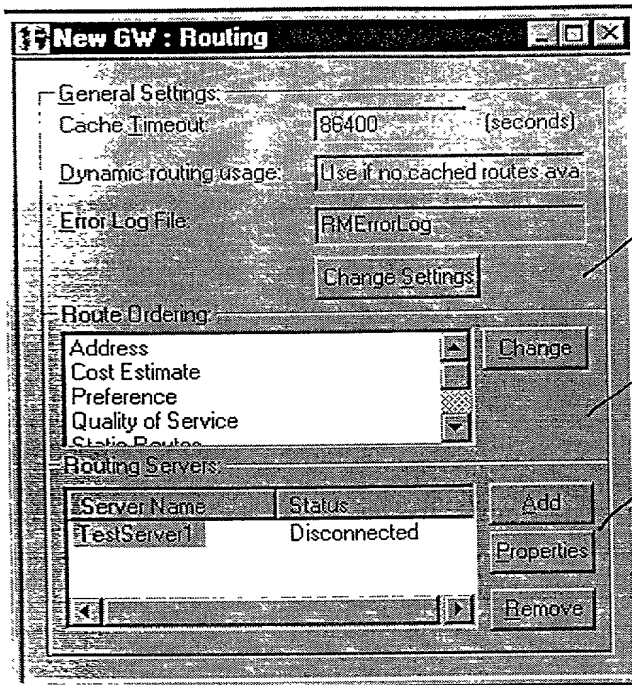 New GW : Routing
General Settings:
Cache Timeout: 86400 (seconds)
Dynamic routing usage: Use if no cached routes ava
Error Log File: RMErrorLog
Change Settings
Route Ordering:
Address
Cost Estimate
Preference
Quality of Service
Static Routes
Change
Routing Servers:
Server Name Status
TestServer1 Disconnected
Add
Properties
Remove